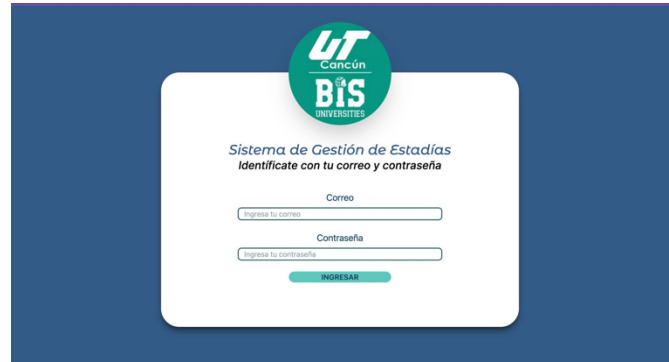 UT
Cancún
BIS
UNIVERSITIES
Sistema de Gestión de Estadías
Identifícate con tu correo y contraseña
Correo
Ingresa tu correo
Contraseña
Ingresa tu contraseña
INGRESAR